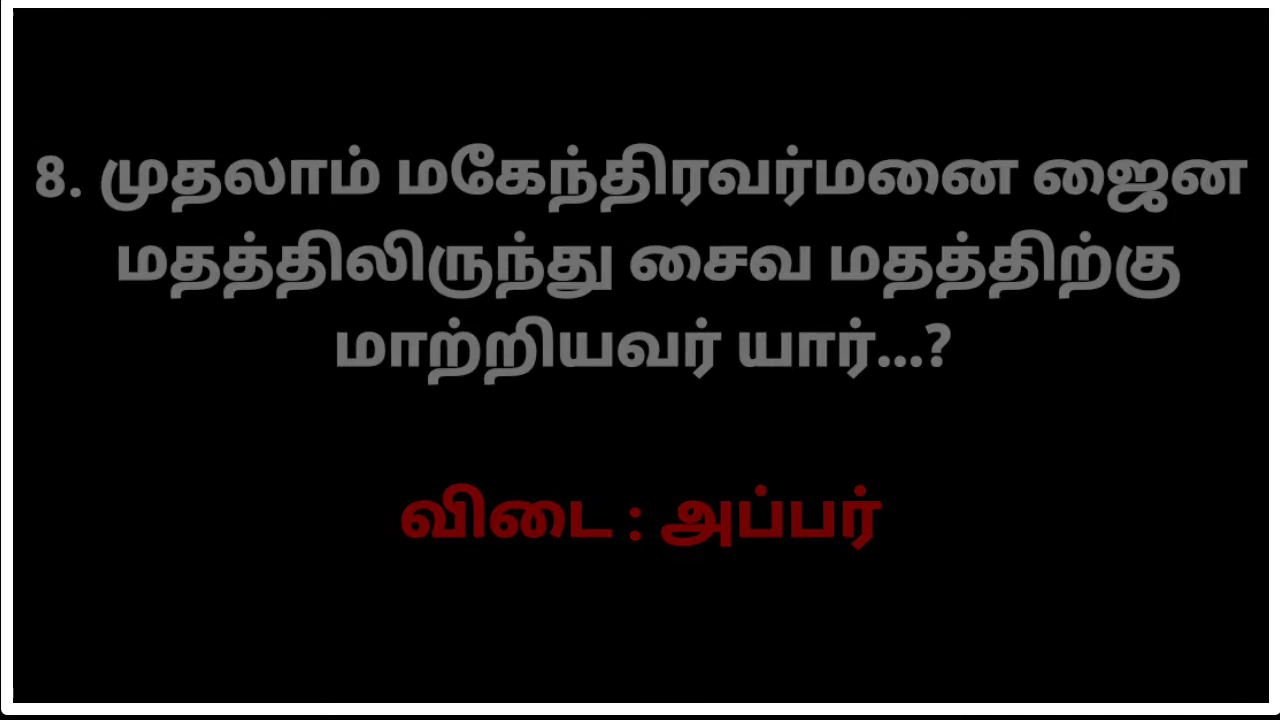 8. முதலாம் மகேந்திரவர்மனை ஜைன
மதத்திலிருந்து சைவ மதத்திற்கு
மாற்றியவர் யார்...?
விடை : அப்பர்